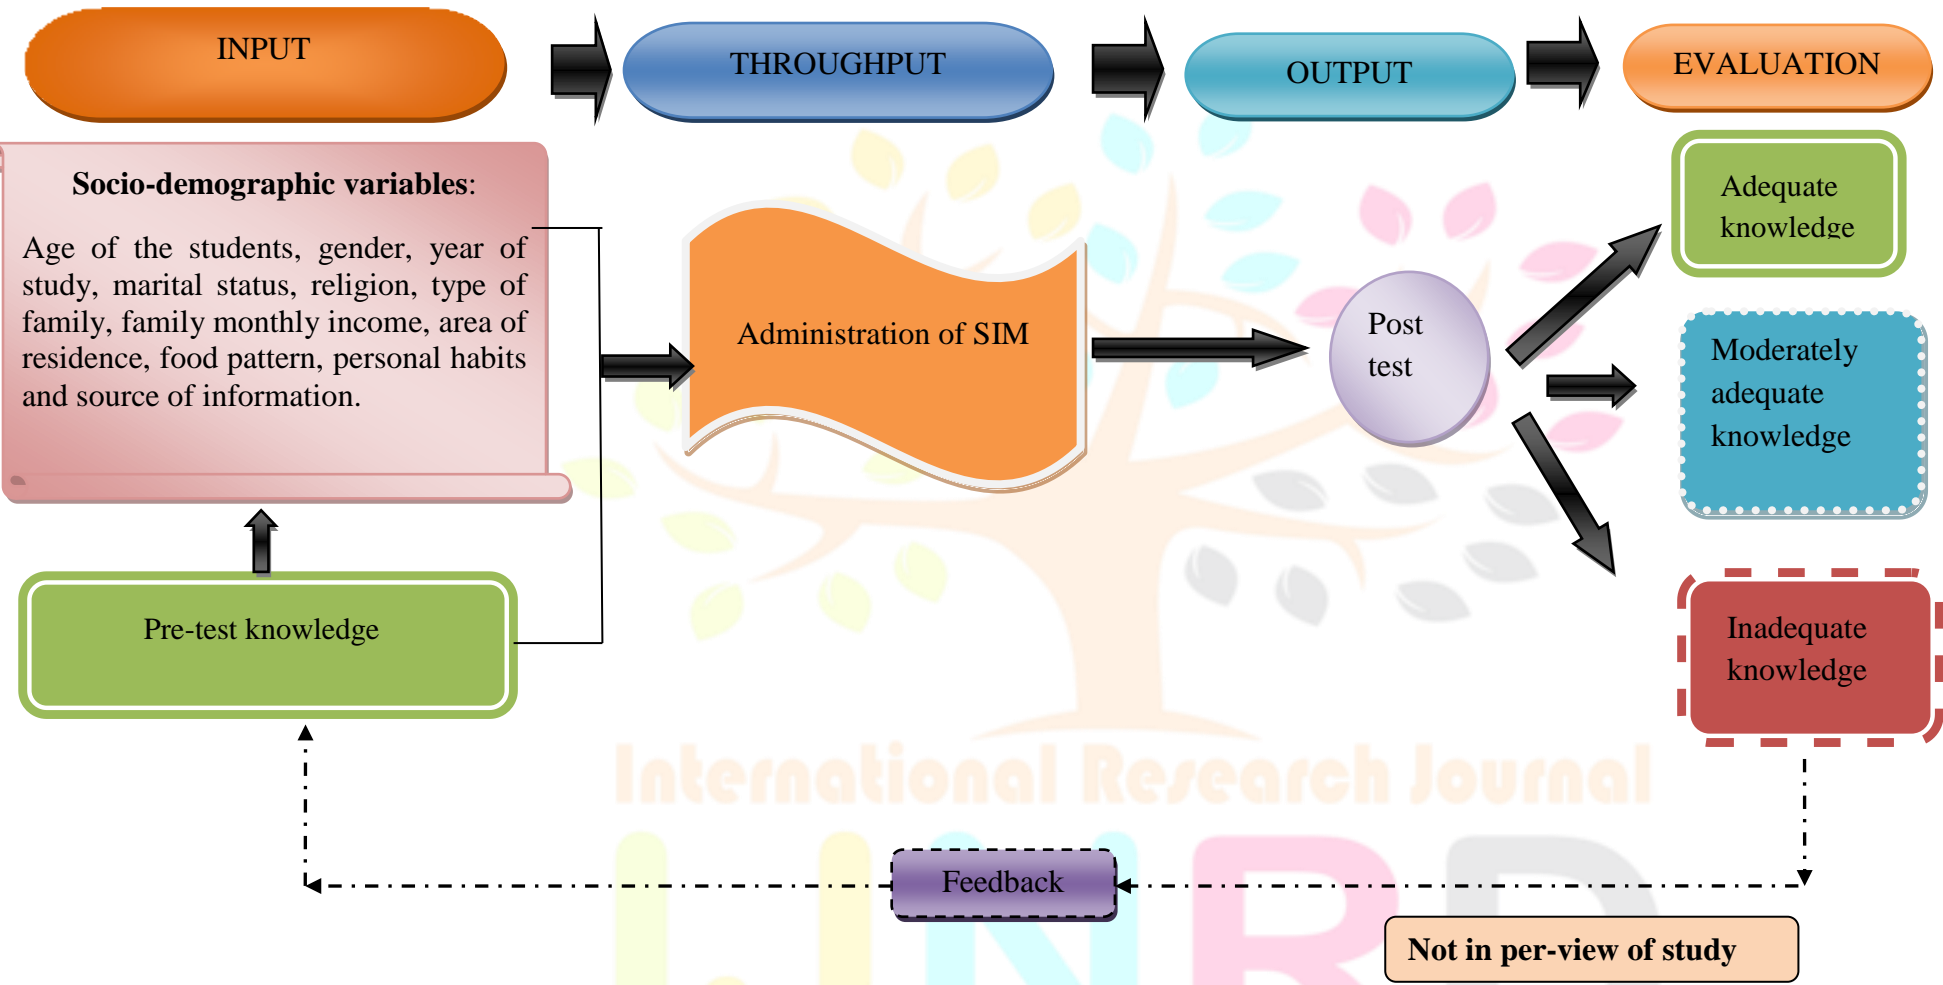 INPUT
THROUGHPUT
OUTPUT
EVALUATION
Socio-demographic variables:
Age of the students, gender, year of
study, marital status, religion, type of
family, family monthly income, area of
residence, food pattern, personal habits
and source of information.
Pre-test knowledge
Administration of SIM
Post
test
Adequate
knowledge
Moderately
adequate
knowledge
Inadequate
knowledge
International Research Journal
Feedback
Not in per-view of study
IJNRD